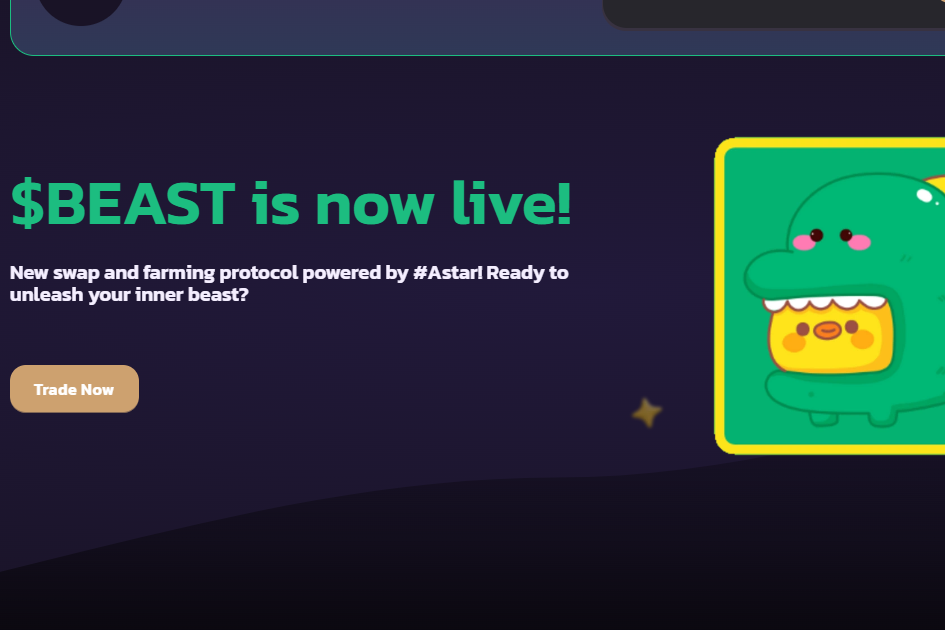 $BEAST is now live!
New swap and farming protocol powered by #Astar! Ready to
unleash your inner beast?
Trade Now